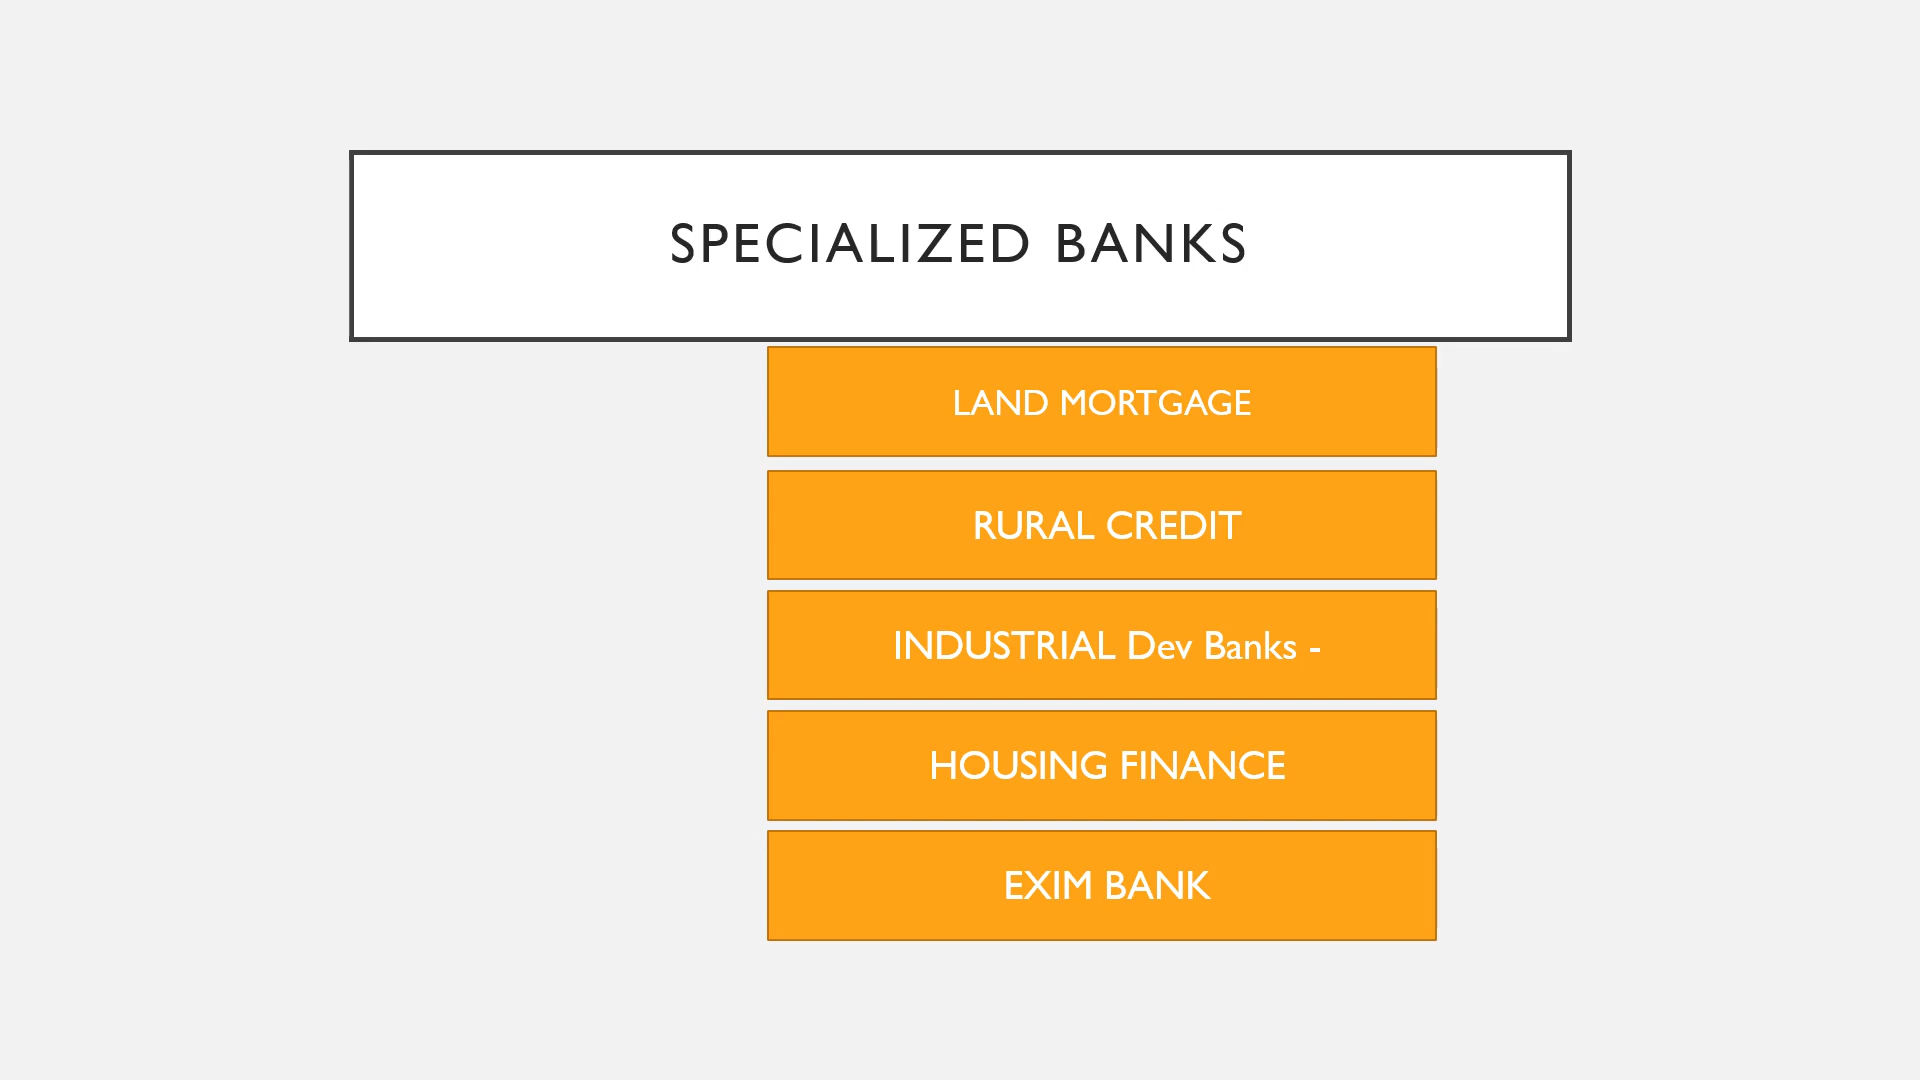 SPECIALIZED BANKS
LAND MORTGAGE
RURAL CREDIT
INDUSTRIAL Dev Banks -
HOUSING FINANCE
EXIM BANK